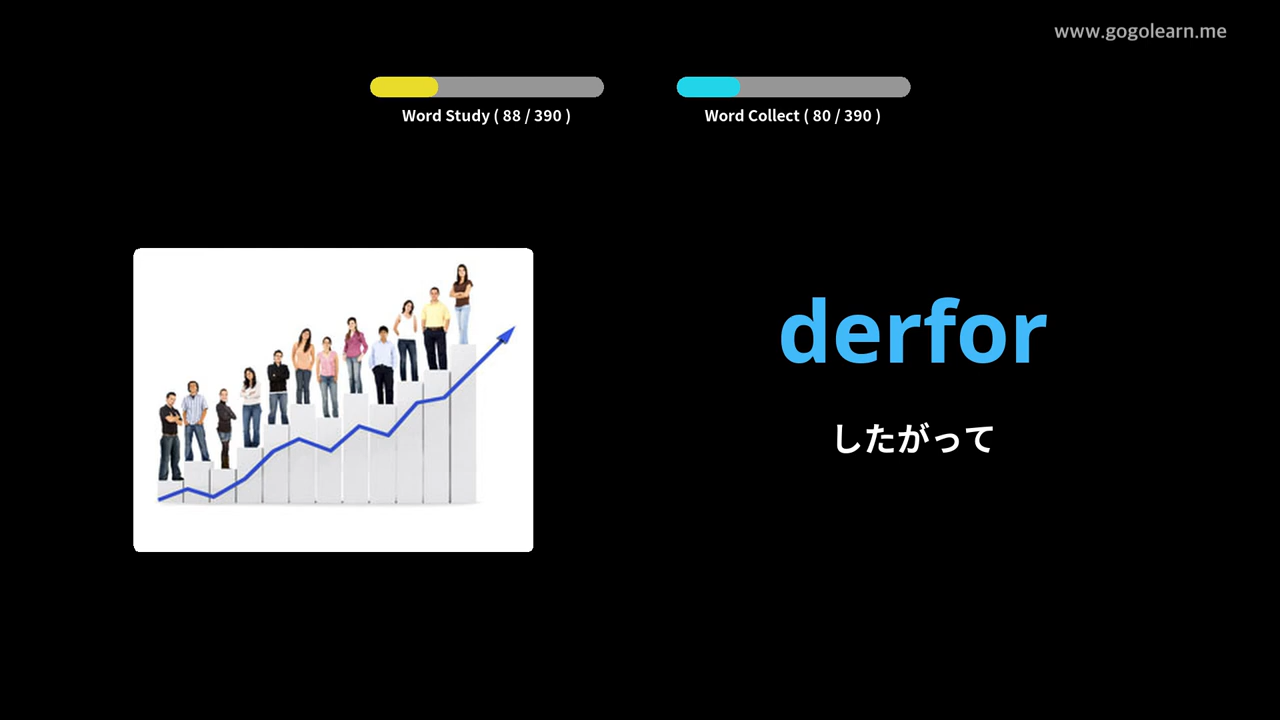 www.gogolearn.me
Word Study ( 88 / 390 )
Word Collect ( 80 / 390 )
derfor
したがって